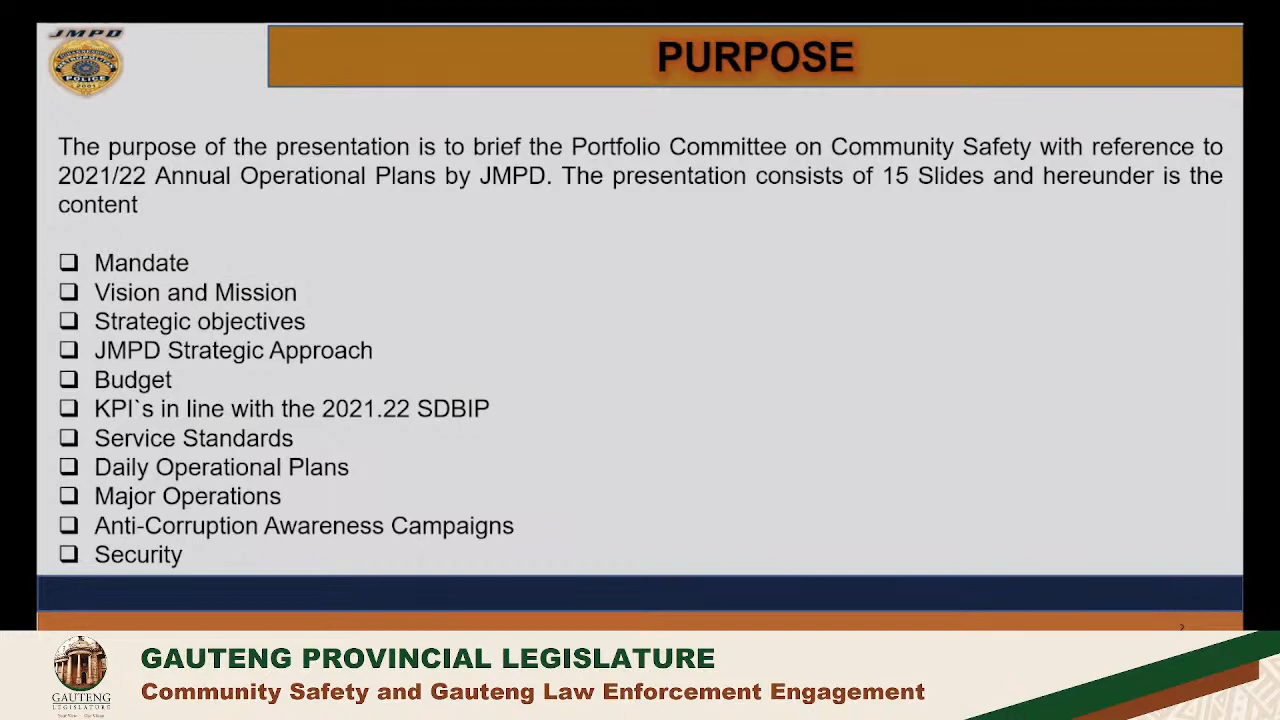 JMPD
METROPOLITAN
POLICE
2001
PURPOSE
The purpose of the presentation is to brief the Portfolio Committee on Community Safety with reference to
2021/22 Annual Operational Plans by JMPD. The presentation consists of 15 Slides and hereunder is the
content
❑ Mandate
❑ Vision and Mission
❑ Strategic objectives
❑ JMPD Strategic Approach
❑ Budget
❑ KPI`s in line with the 2021.22 SDBIP
❑ Service Standards
❑ Daily Operational Plans
❑ Major Operations
❑ Anti-Corruption Awareness Campaigns
❑ Security
GAUTENG PROVINCIAL LEGISLATURE
Community Safety and Gauteng Law Enforcement Engagement
GAUTENG
LEGISLATURE